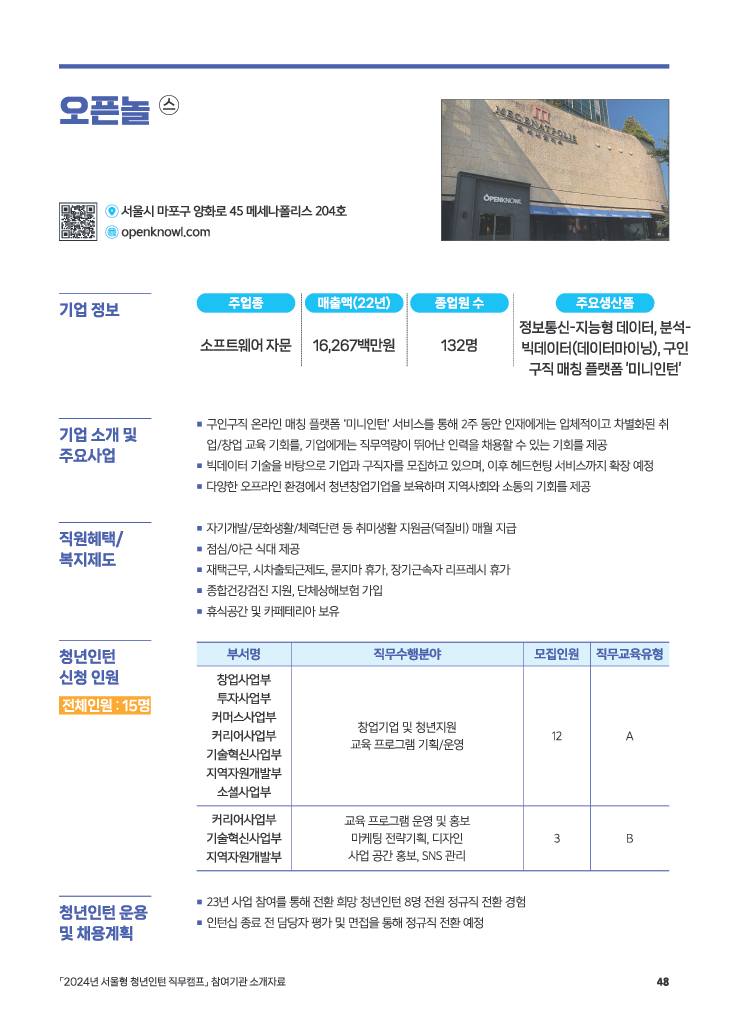 오픈놀 ㉦
MECENATPOLIS
메세나폴리스
OPENKNOWL
서울시 마포구 양화로 45 메세나폴리스 204호
openknowl.com
기업 정보
주업종
매출액(22년)
종업원 수
주요생산품
소프트웨어 자문
16,267백만원
132명
정보통신-지능형 데이터, 분석-
빅데이터(데이터마이닝), 구인
구직 매칭 플랫폼 '미니인턴'
기업 소개 및
주요사업
■ 구인구직 온라인 매칭 플랫폼 '미니인턴' 서비스를 통해 2주 동안 인재에게는 입체적이고 차별화된 취
업/창업 교육 기회를, 기업에게는 직무역량이 뛰어난 인력을 채용할 수 있는 기회를 제공
■ 빅데이터 기술을 바탕으로 기업과 구직자를 모집하고 있으며, 이후 헤드헌팅 서비스까지 확장 예정
■ 다양한 오프라인 환경에서 청년창업기업을 보육하며 지역사회와 소통의 기회를 제공
직원혜택/
복지제도
■ 자기개발/문화생활/체력단련 등 취미생활 지원금(덕질비) 매월 지급
■ 점심/야근 식대 제공
■ 재택근무, 시차출퇴근제도, 묻지마 휴가, 장기근속자 리프레시 휴가
■ 종합건강검진 지원, 단체상해보험 가입
■ 휴식공간 및 카페테리아 보유
청년인턴
신청 인원
전체인원 : 15명
부서명
직무수행분야
모집인원
직무교육유형
창업사업부
투자사업부
커머스사업부
커리어사업부
기술혁신사업부
지역자원개발부
소셜사업부
창업기업 및 청년지원
교육 프로그램 기획/운영
12
A
커리어사업부
기술혁신사업부
지역자원개발부
교육 프로그램 운영 및 홍보
마케팅 전략기획, 디자인
사업 공간 홍보, SNS 관리
3
B
청년인턴 운용
및 채용계획
■ 23년 사업 참여를 통해 전환 희망 청년인턴 8명 전원 정규직 전환 경험
■ 인턴십 종료 전 담당자 평가 및 면접을 통해 정규직 전환 예정
「2024년 서울형 청년인턴 직무캠프」 참여기관 소개자료
48